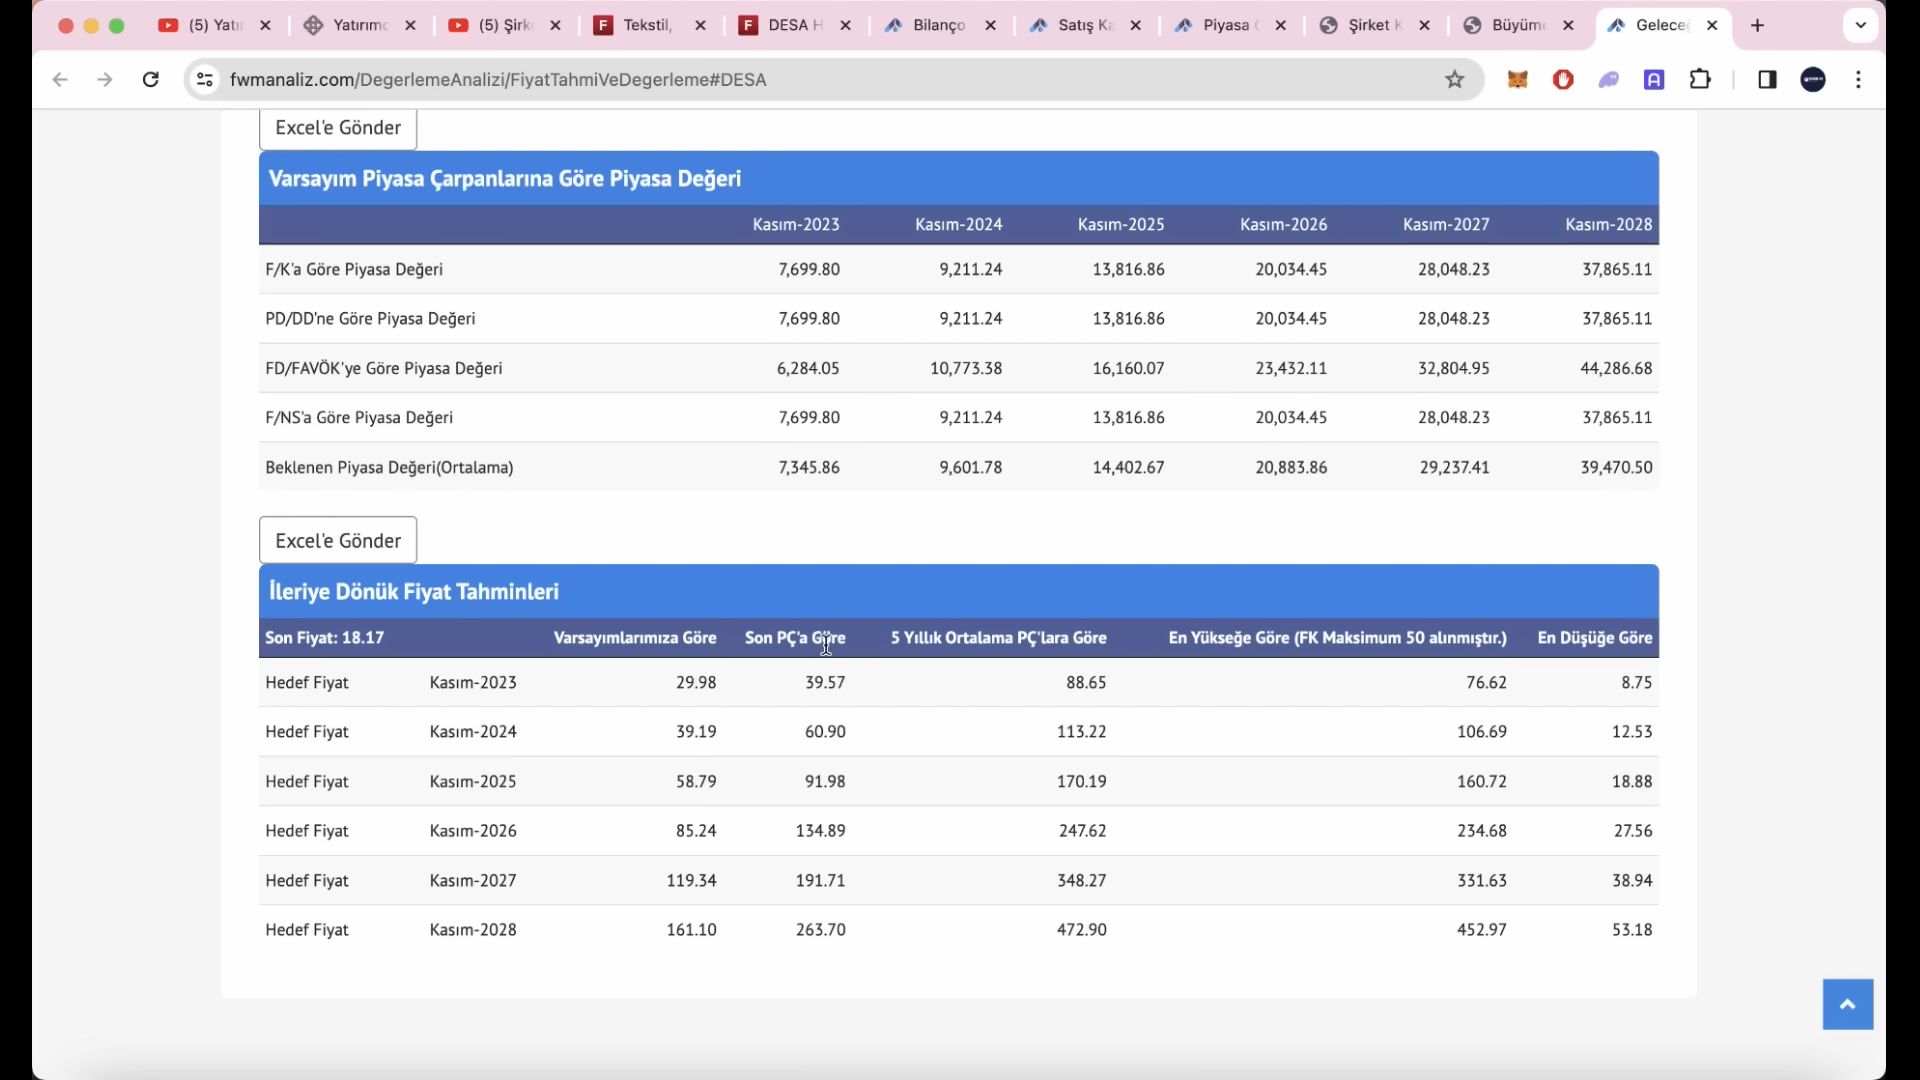 (5) Yatır
Yatırımc
(5) Şirk
Tekstil,
DESA H
Bilanço
Satış Ka
Piyasa
Şirket K
Büyüme
Gelece
fwmanaliz.com/DegerlemeAnalizi/FiyatTahmiVeDegerleme#DESA
Excel'e Gönder
Varsayım Piyasa Çarpanlarına Göre Piyasa Değeri
Kasım-2023 Kasım-2024 Kasım-2025 Kasım-2026 Kasım-2027 Kasım-2028
F/K'a Göre Piyasa Değeri 7,699.80 9,211.24 13,816.86 20,034.45 28,048.23 37,865.11
PD/DD'ne Göre Piyasa Değeri 7,699.80 9,211.24 13,816.86 20,034.45 28,048.23 37,865.11
FD/FAVÖK'ye Göre Piyasa Değeri 6,284.05 10,773.38 16,160.07 23,432.11 32,804.95 44,286.68
F/NS'a Göre Piyasa Değeri 7,699.80 9,211.24 13,816.86 20,034.45 28,048.23 37,865.11
Beklenen Piyasa Değeri(Ortalama) 7,345.86 9,601.78 14,402.67 20,883.86 29,237.41 39,470.50
Excel'e Gönder
İleriye Dönük Fiyat Tahminleri
Son Fiyat: 18.17 Varsayımlarımıza Göre Son PÇ'a Göre 5 Yıllık Ortalama PÇ'lara Göre En Yükseğe Göre (FK Maksimum 50 alınmıştır.) En Düşüğe Göre
Hedef Fiyat Kasım-2023 29.98 39.57 88.65 76.62 8.75
Hedef Fiyat Kasım-2024 39.19 60.90 113.22 106.69 12.53
Hedef Fiyat Kasım-2025 58.79 91.98 170.19 160.72 18.88
Hedef Fiyat Kasım-2026 85.24 134.89 247.62 234.68 27.56
Hedef Fiyat Kasım-2027 119.34 191.71 348.27 331.63 38.94
Hedef Fiyat Kasım-2028 161.10 263.70 472.90 452.97 53.18